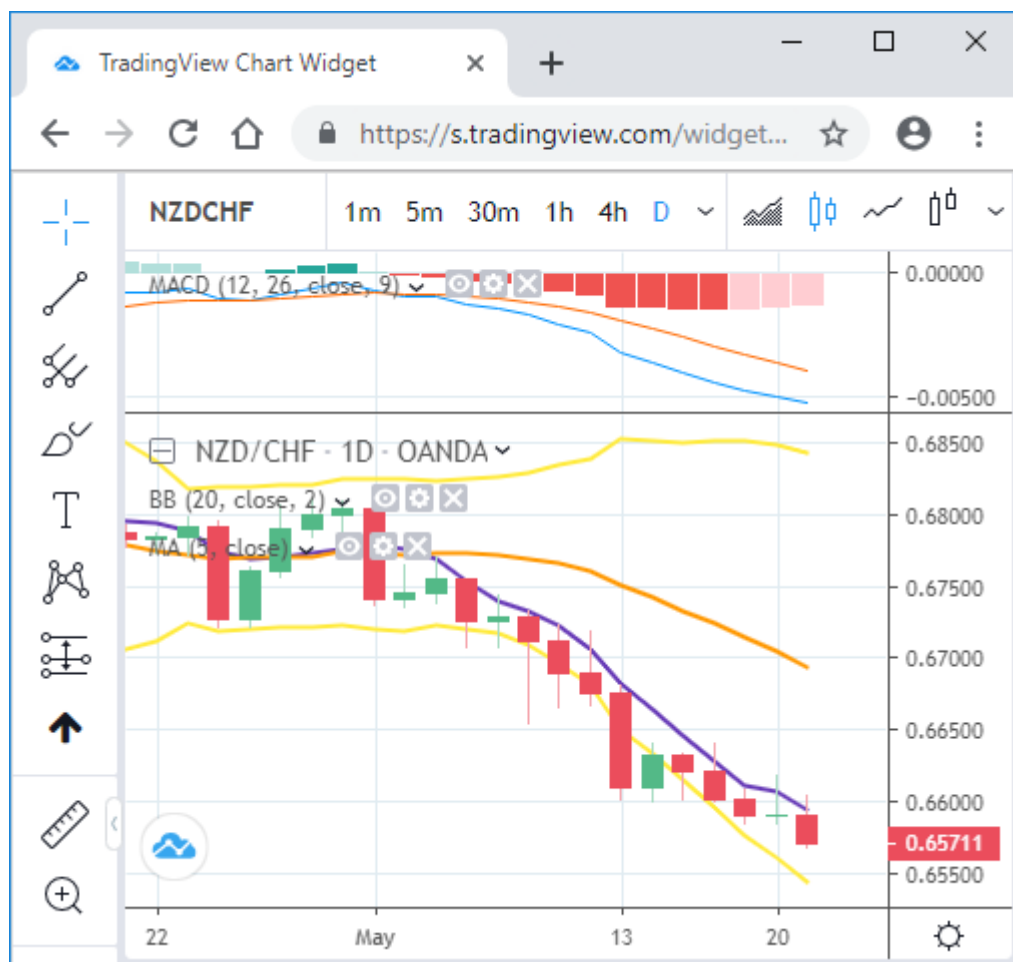 TradingView Chart Widget
https://s.tradingview.com/widget...
NZDCHF 1m 5m 30m 1h 4h D
MACD (12, 26, close, 9)
0.00000
-0.00500
NZD/CHF · 1D · OANDA
BB (20, close, 2)
MA (5, close)
0.68500
0.68000
0.67500
0.67000
0.66500
0.66000
0.65711
0.65500
22 May 13 20